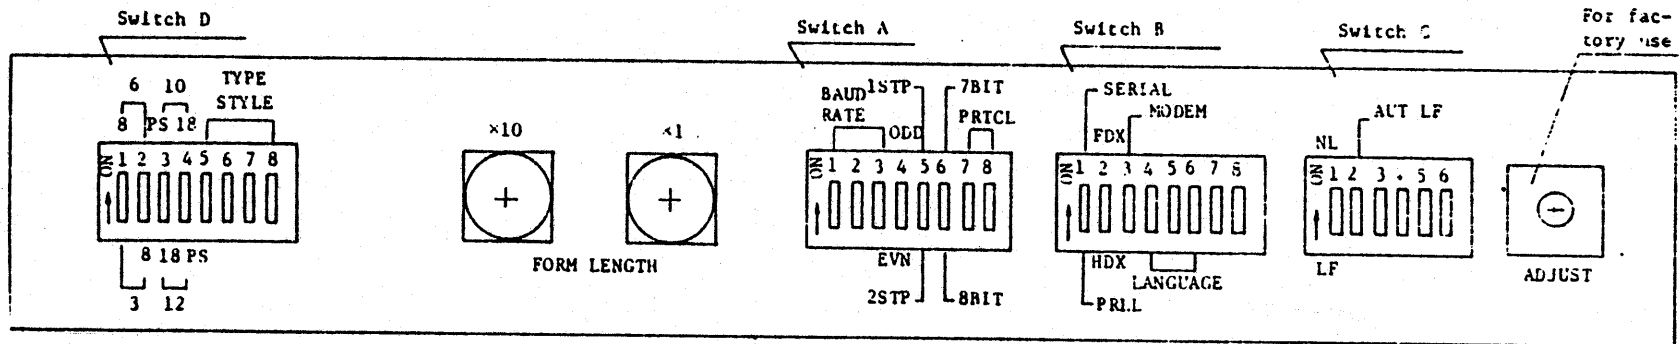 Switch D
Switch A
Switch B
Switch C
For fac-
tory use
6 10 TYPE
STYLE
8 PS 18
ON 1 2 3 4 5 6 7 8
8 18 PS
3 12
×10
×1
FORM LENGTH
BAUD 1STP 7BIT
RATE ODD PRTCL
ON 1 2 3 4 5 6 7 8
EVN
2STP 8BIT
SERIAL
FDX MODEM
ON 1 2 3 4 5 6 7 8
HDX LANGUAGE
PRLL
AUT LF
NL
ON 1 2 3 4 5 6
LF
ADJUST